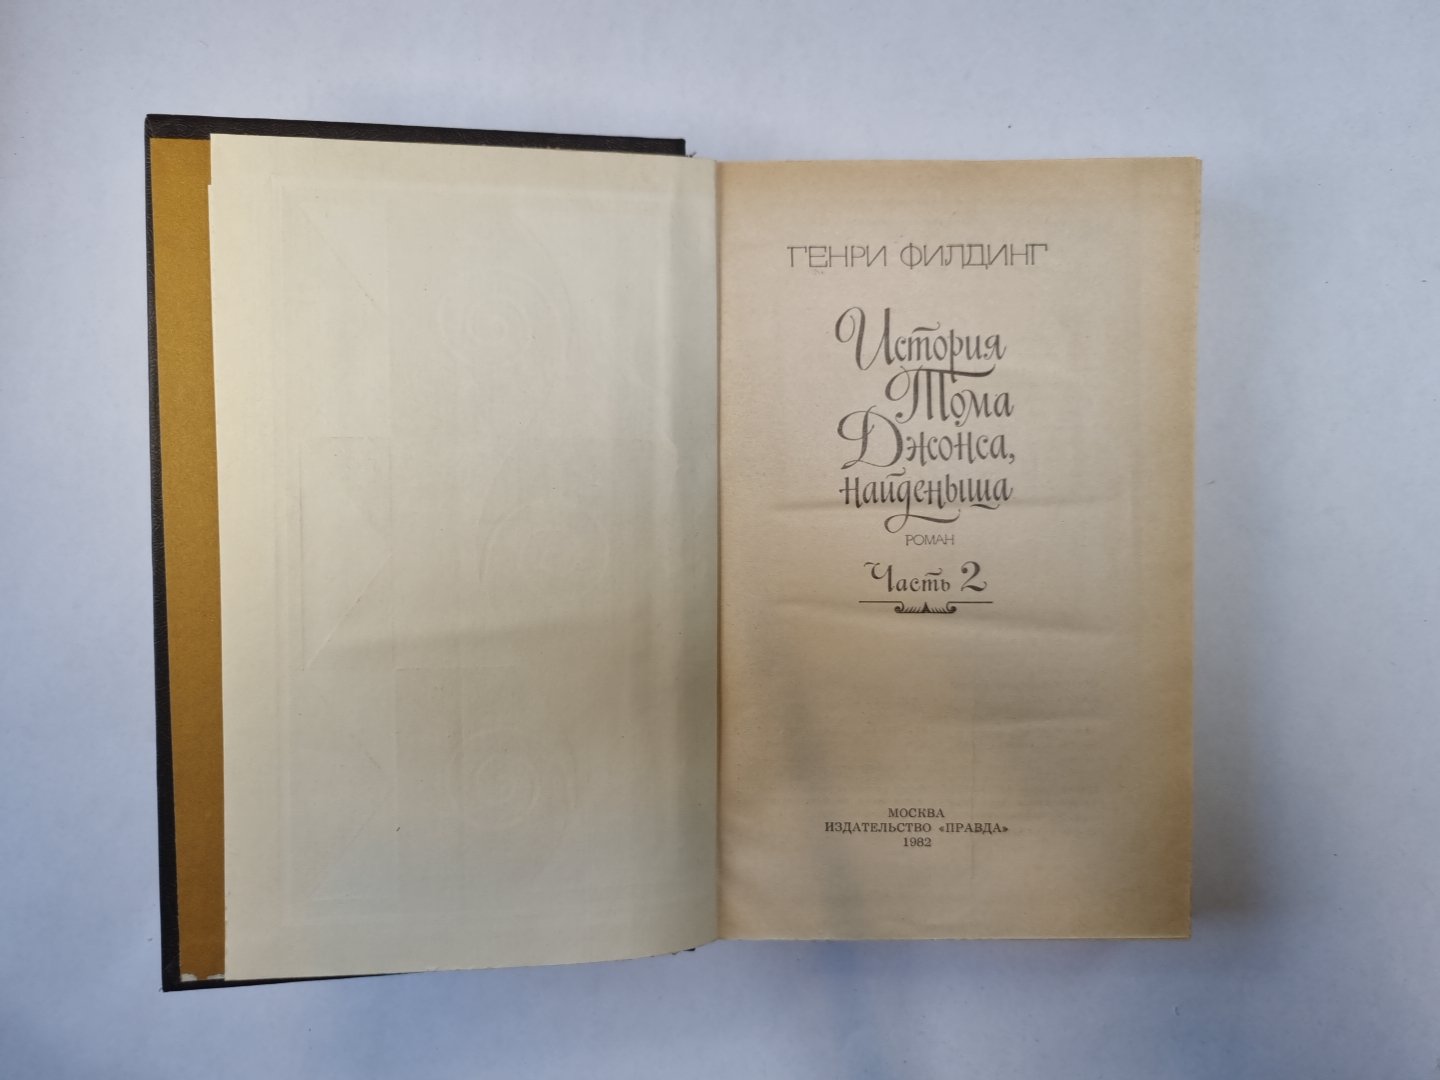 ГЕНРИ ФИЛДИНГ
История
Тома
Джонса,
найденыша
РОМАН
Часть 2
МОСКВА
ИЗДАТЕЛЬСТВО «ПРАВДА»
1982